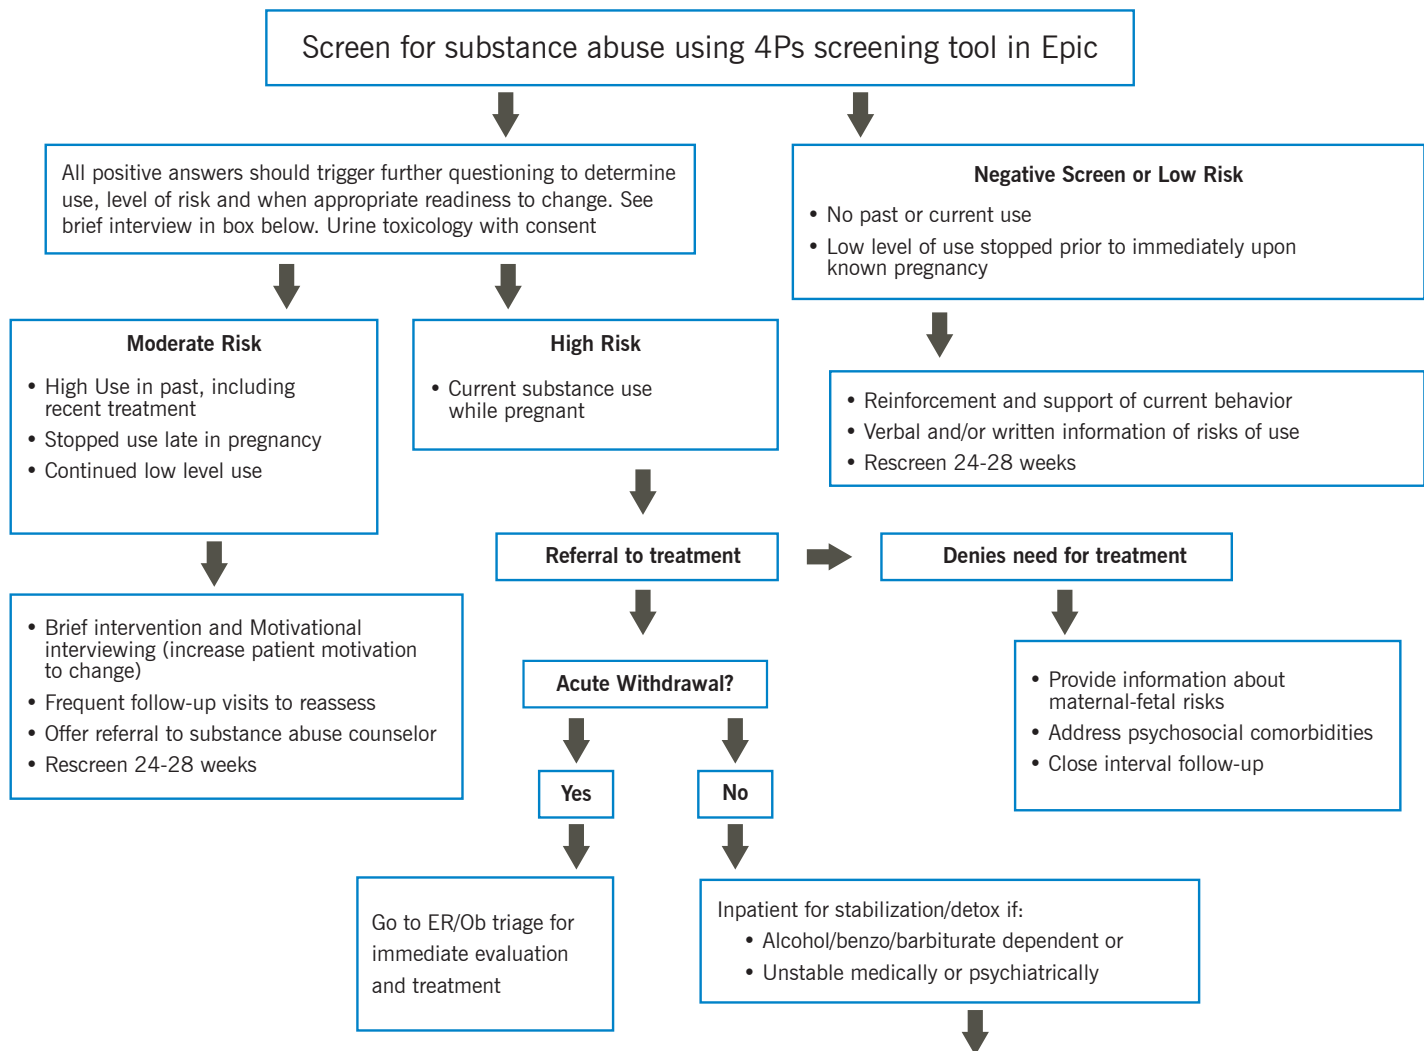 Screen for substance abuse using 4Ps screening tool in Epic
All positive answers should trigger further questioning to determine
use, level of risk and when appropriate readiness to change. See
brief interview in box below. Urine toxicology with consent
Negative Screen or Low Risk
• No past or current use
• Low level of use stopped prior to immediately upon
known pregnancy
Moderate Risk
• High Use in past, including
recent treatment
• Stopped use late in pregnancy
• Continued low level use
High Risk
• Current substance use
while pregnant
• Reinforcement and support of current behavior
• Verbal and/or written information of risks of use
• Rescreen 24-28 weeks
Referral to treatment
Denies need for treatment
• Brief intervention and Motivational
interviewing (increase patient motivation
to change)
• Frequent follow-up visits to reassess
• Offer referral to substance abuse counselor
• Rescreen 24-28 weeks
Acute Withdrawal?
• Provide information about
maternal-fetal risks
• Address psychosocial comorbidities
• Close interval follow-up
Yes
No
Go to ER/Ob triage for
immediate evaluation
and treatment
Inpatient for stabilization/detox if:
• Alcohol/benzo/barbiturate dependent or
• Unstable medically or psychiatrically